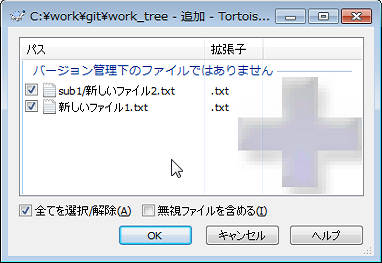 C:¥work¥git¥work_tree - 追加 - Tortois...
パス 拡張子
バージョン管理下のファイルではありません
sub1/新しいファイル2.txt .txt
新しいファイル1.txt .txt
全てを選択/解除(A) 無視ファイルを含める(I)
OK キャンセル ヘルプ